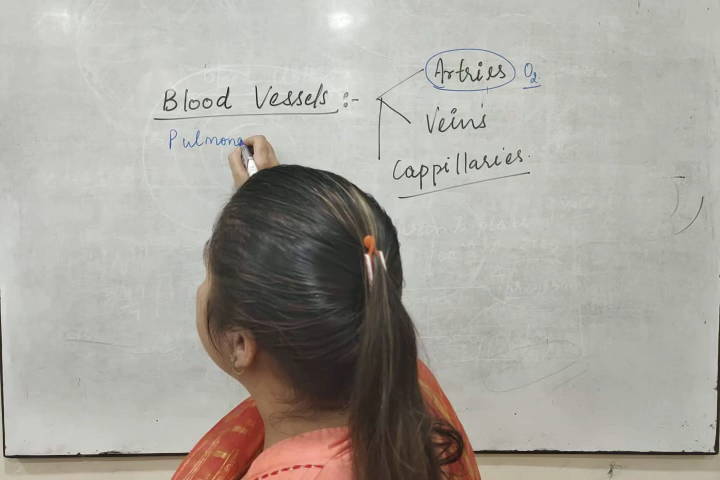 Blood Vessels :-
Artries O₂
Veins
Cappillaries.
Pulmona